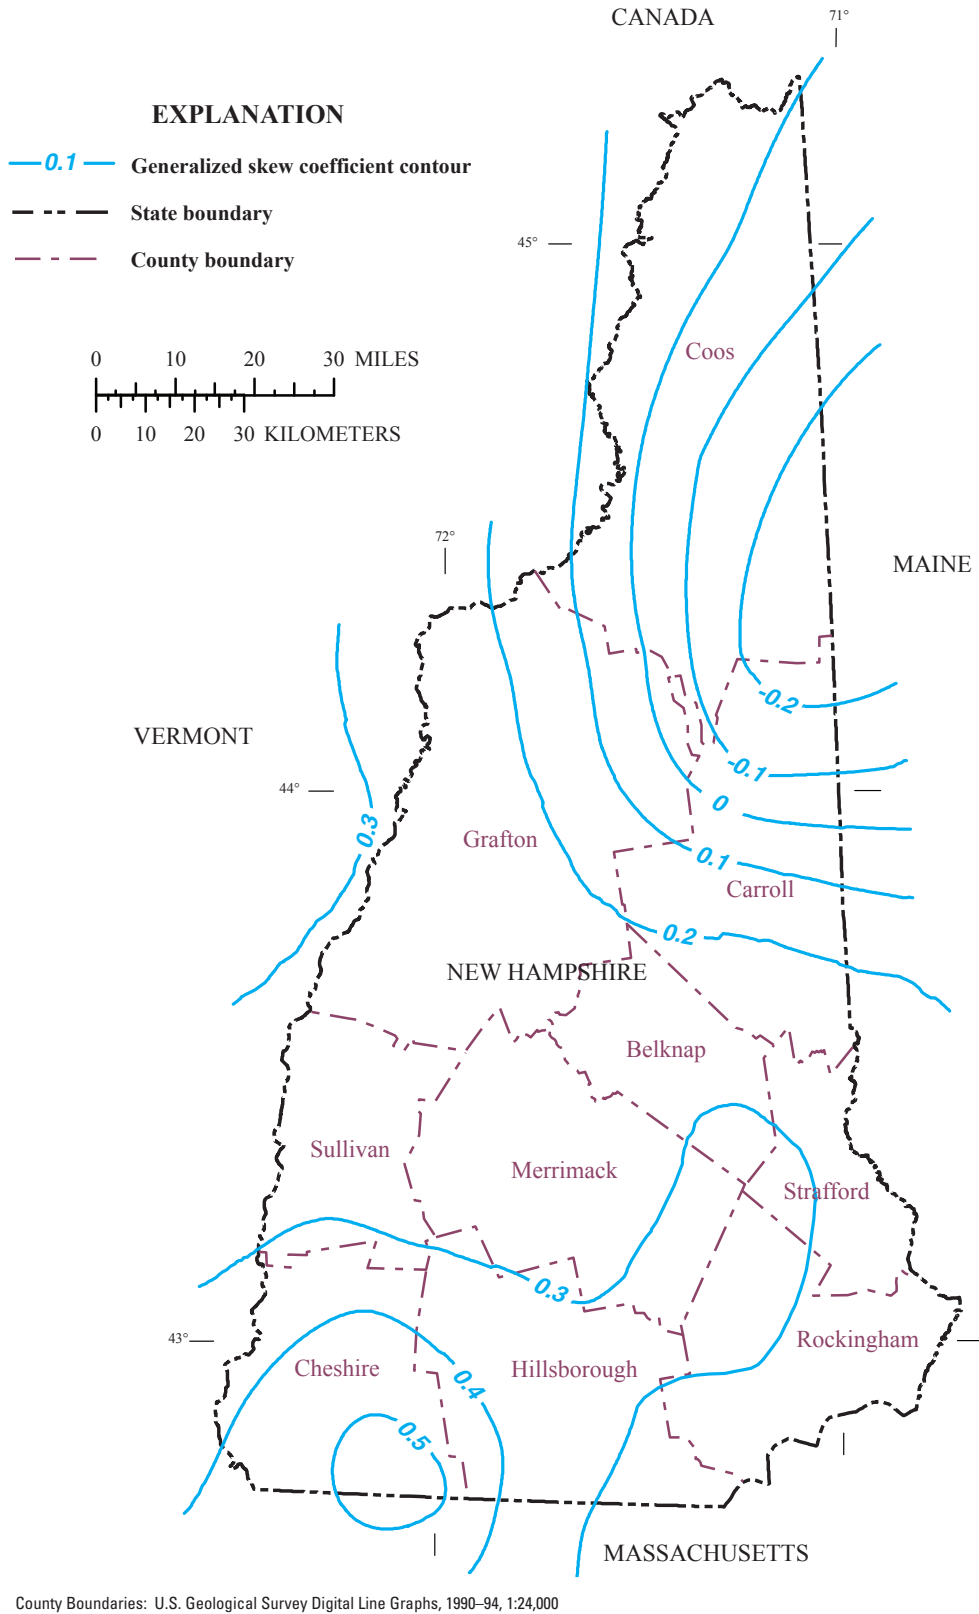 CANADA
71°
EXPLANATION
0.1 Generalized skew coefficient contour
State boundary
County boundary
45°
0 10 20 30 MILES
0 10 20 30 KILOMETERS
Coos
72°
MAINE
-0.2
VERMONT
-0.1
44°
0
0.3
Grafton
0.1
Carroll
0.2
NEW HAMPSHIRE
Belknap
Sullivan
Merrimack
Strafford
0.3
43°
Rockingham
Cheshire
Hillsborough
0.4
0.5
MASSACHUSETTS
County Boundaries: U.S. Geological Survey Digital Line Graphs, 1990–94, 1:24,000